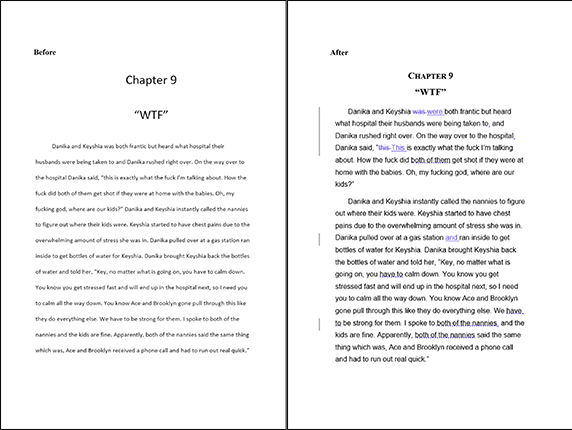 Before
Chapter 9
“WTF”
Danika and Keyshia was both frantic but heard what hospital their
husbands were being taken to and Danika rushed right over. On the way over to
the hospital Danika said, “this is exactly what the fuck I’m talking about. How the
fuck did both of them get shot if they were at home with the babies. Oh, my
fucking god, where are our kids?” Danika and Keyshia instantly called the nannies
to figure out where their kids were. Keyshia started to have chest pains due to the
overwhelming amount of stress she was in. Danika pulled over at a gas station ran
inside to get bottles of water for Keyshia. Danika brought Keyshia back the bottles
of water and told her, “Key, no matter what is going on, you have to calm down.
You know you get stressed fast and will end up in the hospital next, so I need you
to calm all the way down. You know Ace and Brooklyn gone pull through this like
they do everything else. We have to be strong for them. I spoke to both of the
nannies and the kids are fine. Apparently, both of the nannies said the same thing
which was, Ace and Brooklyn received a phone call and had to run out real quick.”
After
CHAPTER 9
“WTF”
Danika and Keyshia was were both frantic but heard
what hospital their husbands were being taken to, and
Danika rushed right over. On the way over to the hospital,
Danika said, “this This is exactly what the fuck I’m talking
about. How the fuck did both of them get shot if they were at
home with the babies. Oh, my fucking god, where are our
kids?”
Danika and Keyshia instantly called the nannies to figure
out where their kids were. Keyshia started to have chest
pains due to the overwhelming amount of stress she was in.
Danika pulled over at a gas station and ran inside to get
bottles of water for Keyshia. Danika brought Keyshia back
the bottles of water and told her, “Key, no matter what is
going on, you have to calm down. You know you get
stressed fast and will end up in the hospital next, so I need
you to calm all the way down. You know Ace and Brooklyn
gone pull through this like they do everything else. We have
to be strong for them. I spoke to both of the nannies, and the
kids are fine. Apparently, both of the nannies said the same
thing which was, Ace and Brooklyn received a phone call
and had to run out real quick.”